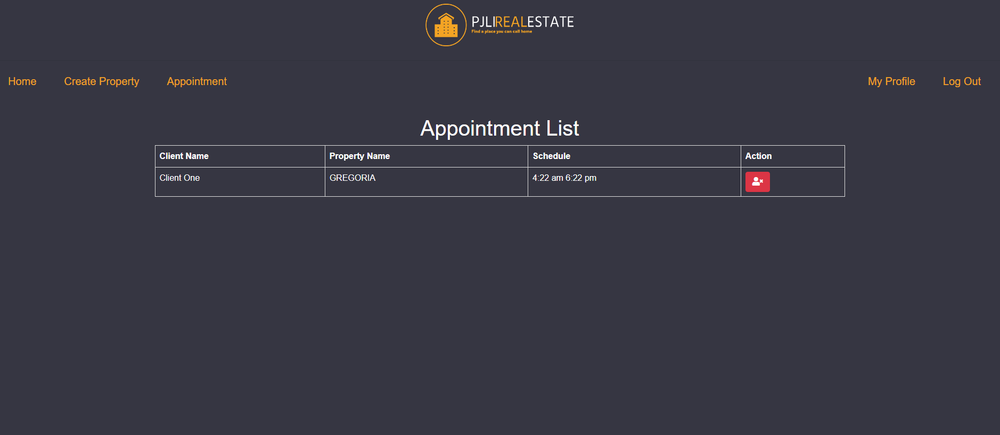 PJLIREALESTATE
Find a place you can call home
Home Create Property Appointment My Profile Log Out
Appointment List
Client Name Property Name Schedule Action
Client One GREGORIA 4:22 am 6:22 pm